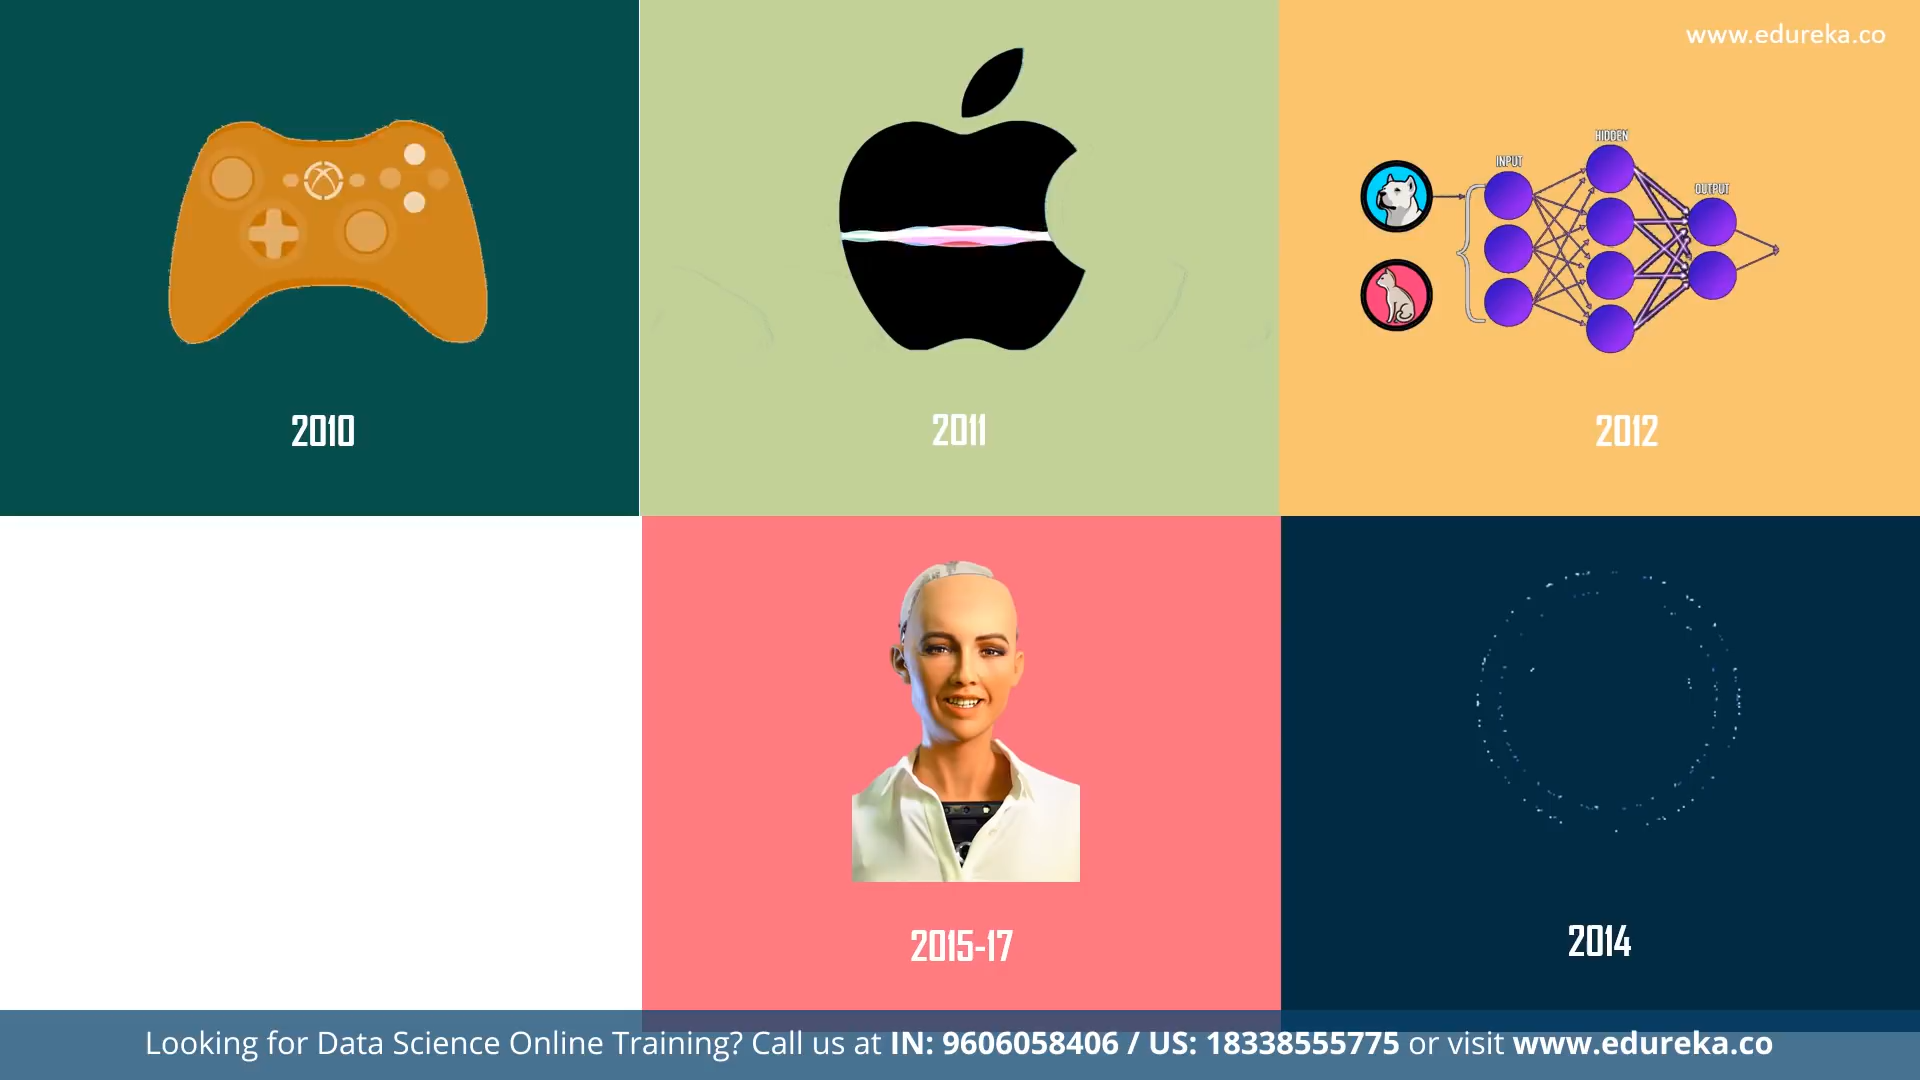 www.edureka.co
HIDDEN
INPUT
OUTPUT
2010
2011
2012
2015-17
2014
Looking for Data Science Online Training? Call us at IN: 9606058406 / US: 18338555775 or visit www.edureka.co